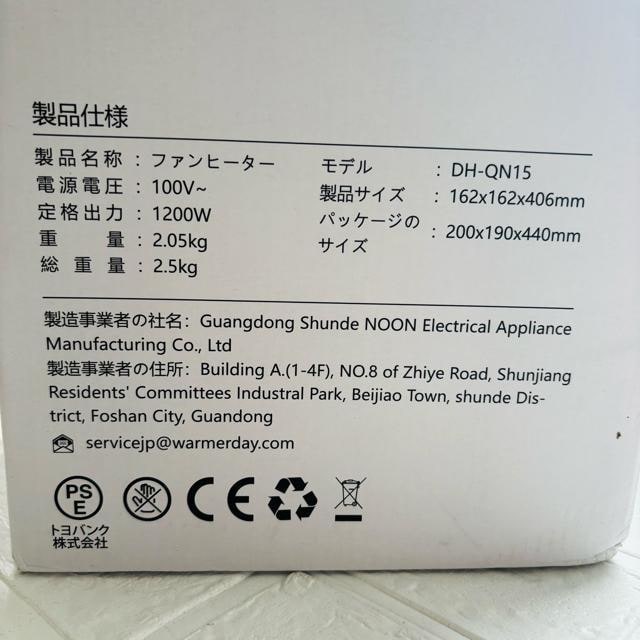 製品仕様
製品名称：ファンヒーター
電源電圧：100V~
定格出力：1200W
重量：2.05kg
総重量：2.5kg
モデル：DH-QN15
製品サイズ：162x162x406mm
パッケージの
サイズ：200x190x440mm
製造事業者の社名：Guangdong Shunde NOON Electrical Appliance
Manufacturing Co., Ltd
製造事業者の住所：Building A.(1-4F), NO.8 of Zhiye Road, Shunjiang
Residents' Committees Industral Park, Beijiao Town, shunde Dis-
trict, Foshan City, Guandong
servicejp@warmerday.com
PS
E
CE
トヨバンク
株式会社